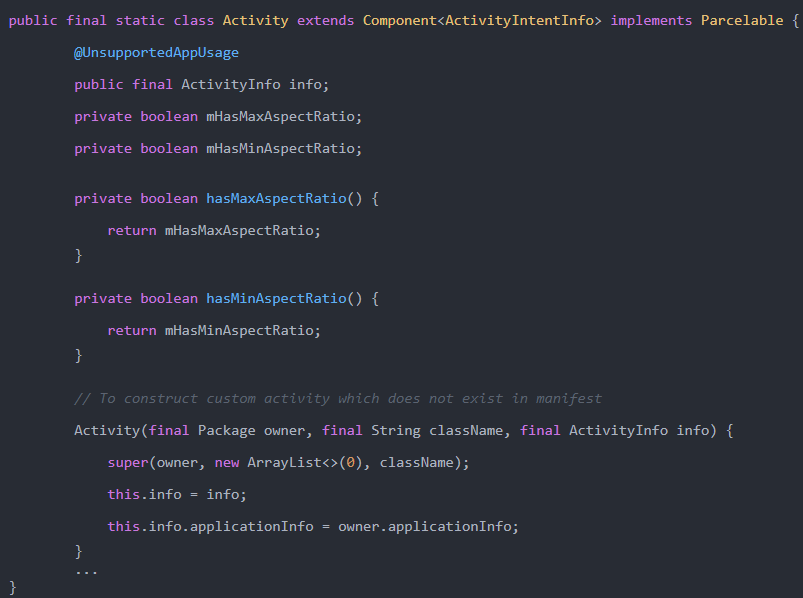 public final static class Activity extends Component<ActivityIntentInfo> implements Parcelable {
@UnsupportedAppUsage
public final ActivityInfo info;
private boolean mHasMaxAspectRatio;
private boolean mHasMinAspectRatio;
private boolean hasMaxAspectRatio() {
return mHasMaxAspectRatio;
}
private boolean hasMinAspectRatio() {
return mHasMinAspectRatio;
}
// To construct custom activity which does not exist in manifest
Activity(final Package owner, final String className, final ActivityInfo info) {
super(owner, new ArrayList<>(0), className);
this.info = info;
this.info.applicationInfo = owner.applicationInfo;
}
...
}